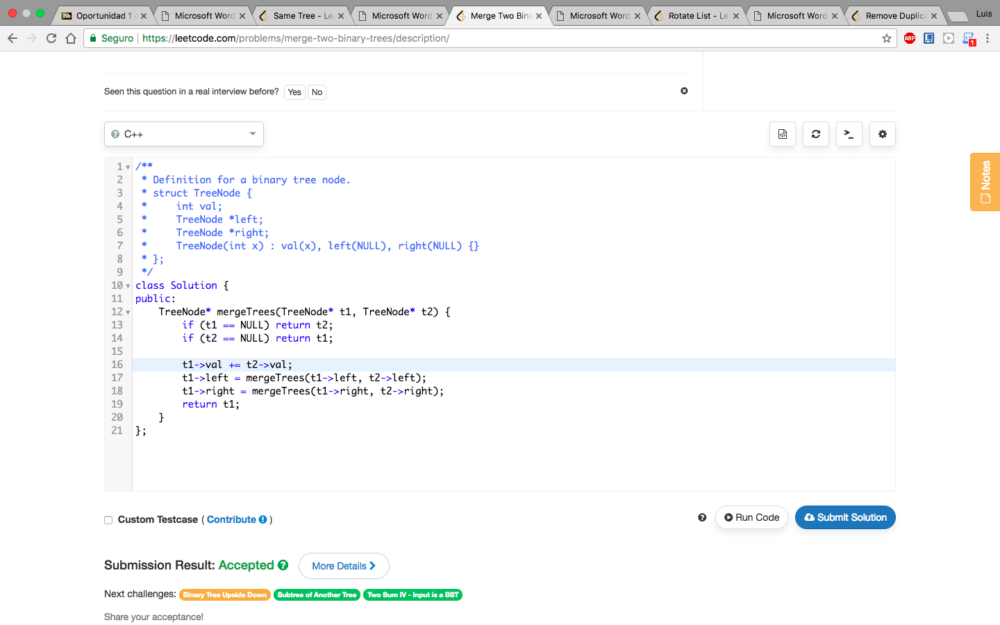 Oportunidad 1 -
Microsoft Word
Same Tree - Le
Microsoft Word
Merge Two Bina
Microsoft Word
Rotate List - Le
Microsoft Word
Remove Duplica
Luis
Seguro
https://leetcode.com/problems/merge-two-binary-trees/description/
ABP
1
Seen this question in a real interview before? Yes No
C++
Notes
1 /**
2  * Definition for a binary tree node.
3  * struct TreeNode {
4  *     int val;
5  *     TreeNode *left;
6  *     TreeNode *right;
7  *     TreeNode(int x) : val(x), left(NULL), right(NULL) {}
8  * };
9  */
10 class Solution {
11 public:
12     TreeNode* mergeTrees(TreeNode* t1, TreeNode* t2) {
13         if (t1 == NULL) return t2;
14         if (t2 == NULL) return t1;
15
16         t1->val += t2->val;
17         t1->left = mergeTrees(t1->left, t2->left);
18         t1->right = mergeTrees(t1->right, t2->right);
19         return t1;
20     }
21 };
Custom Testcase ( Contribute )
Run Code
Submit Solution
Submission Result: Accepted
More Details
Next challenges: Binary Tree Upside Down Subtree of Another Tree Two Sum IV - Input is a BST
Share your acceptance!